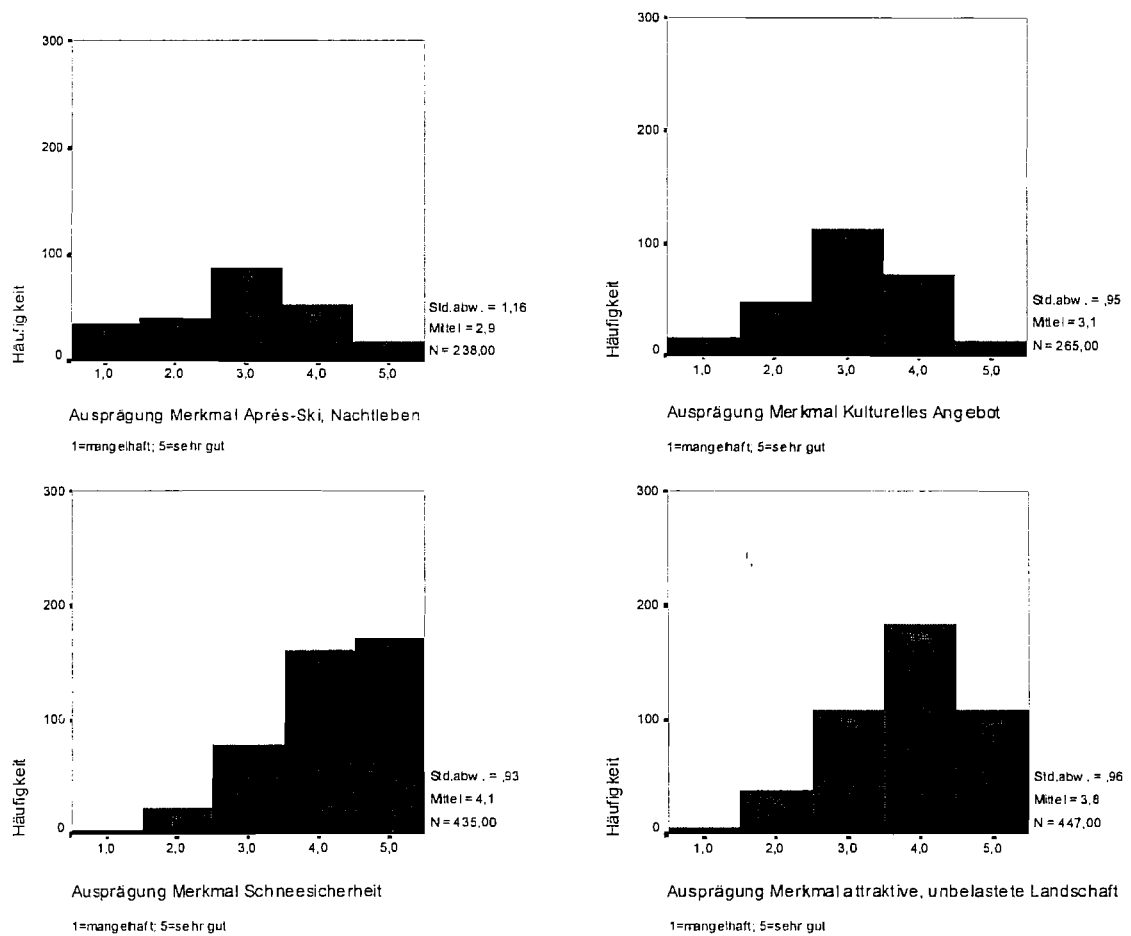 300
200
100
0
Häufigkeit
1,0 2,0 3,0 4,0 5,0
Std.abw. = 1,16
Mittel = 2,9
N = 238,00
Ausprägung Merkmal Après-Ski, Nachtleben
1=mangelhaft; 5=sehr gut
300
200
100
0
Häufigkeit
1,0 2,0 3,0 4,0 5,0
Std.abw. = ,95
Mittel = 3,1
N = 265,00
Ausprägung Merkmal Kulturelles Angebot
1=mangelhaft; 5=sehr gut
300
200
100
0
Häufigkeit
1,0 2,0 3,0 4,0 5,0
Std.abw. = ,93
Mittel = 4,1
N = 435,00
Ausprägung Merkmal Schneesicherheit
1=mangelhaft; 5=sehr gut
300
200
100
0
Häufigkeit
1,0 2,0 3,0 4,0 5,0
Std.abw. = ,96
Mittel = 3,8
N = 447,00
Ausprägung Merkmal attraktive, unbelastete Landschaft
1=mangelhaft; 5=sehr gut